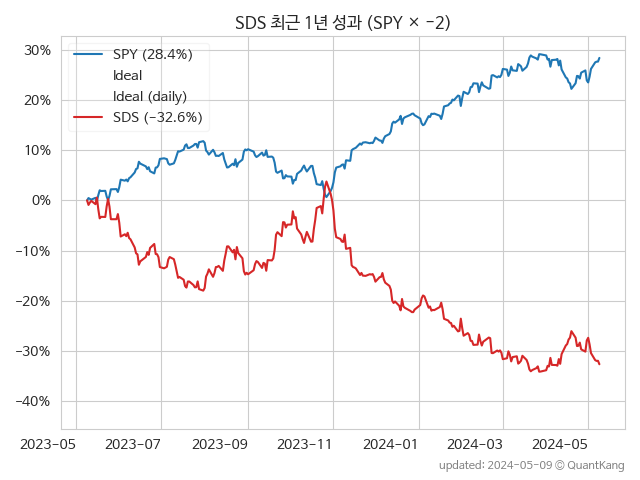 SDS 최근 1년 성과 (SPY × −2)
SPY (28.4%)
Ideal
Ideal (daily)
SDS (−32.6%)
30%
20%
10%
0%
−10%
−20%
−30%
−40%
2023-05 2023-07 2023-09 2023-11 2024-01 2024-03 2024-05
updated: 2024-05-09 © QuantKang